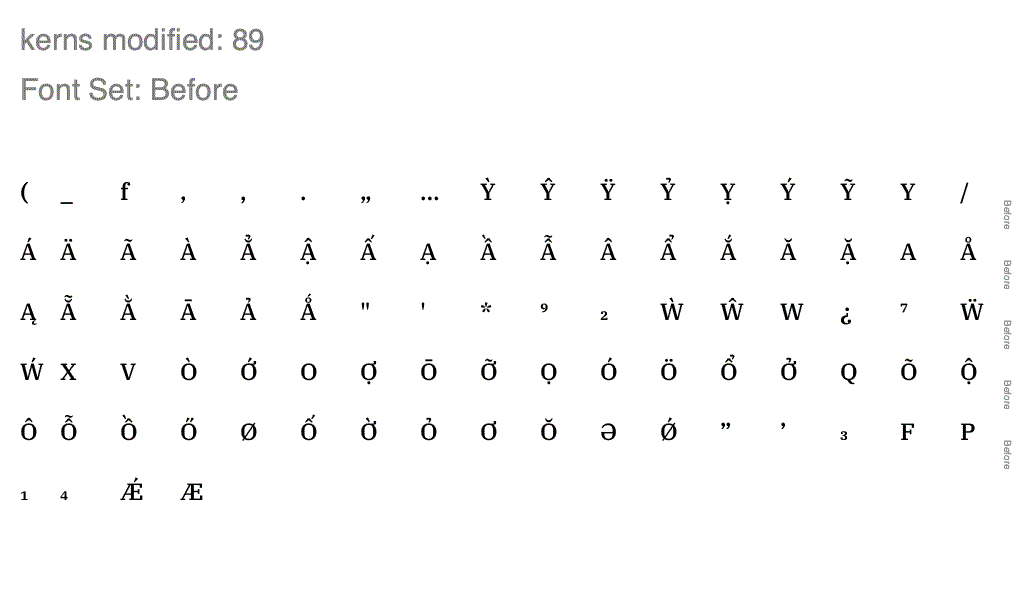 kerns modified: 89
Font Set: Before
( _ f , , . „ … Ỳ Ŷ Ÿ Ỷ Ỵ Ý Ỹ Y /
Before
Á Ä Ã À Ẳ Ậ Ấ Ạ Ầ Ẫ Â Ẩ Ắ Ă Ặ A Å
Before
Ą Ẵ Ằ Ā Ả Ǻ " ' * ⁹ ₂ Ẁ Ŵ W ¿ ⁷ Ẅ
Before
Ẃ X V Ò Ớ O Ợ Ō Ỡ Ọ Ó Ö Ổ Ở Q Õ Ộ
Before
Ô Ỗ Ồ Ő Ø Ố Ờ Ỏ Ơ Ŏ Ə Ǿ ” ’ ₃ F P
Before
₁ ₄ Ǽ Æ